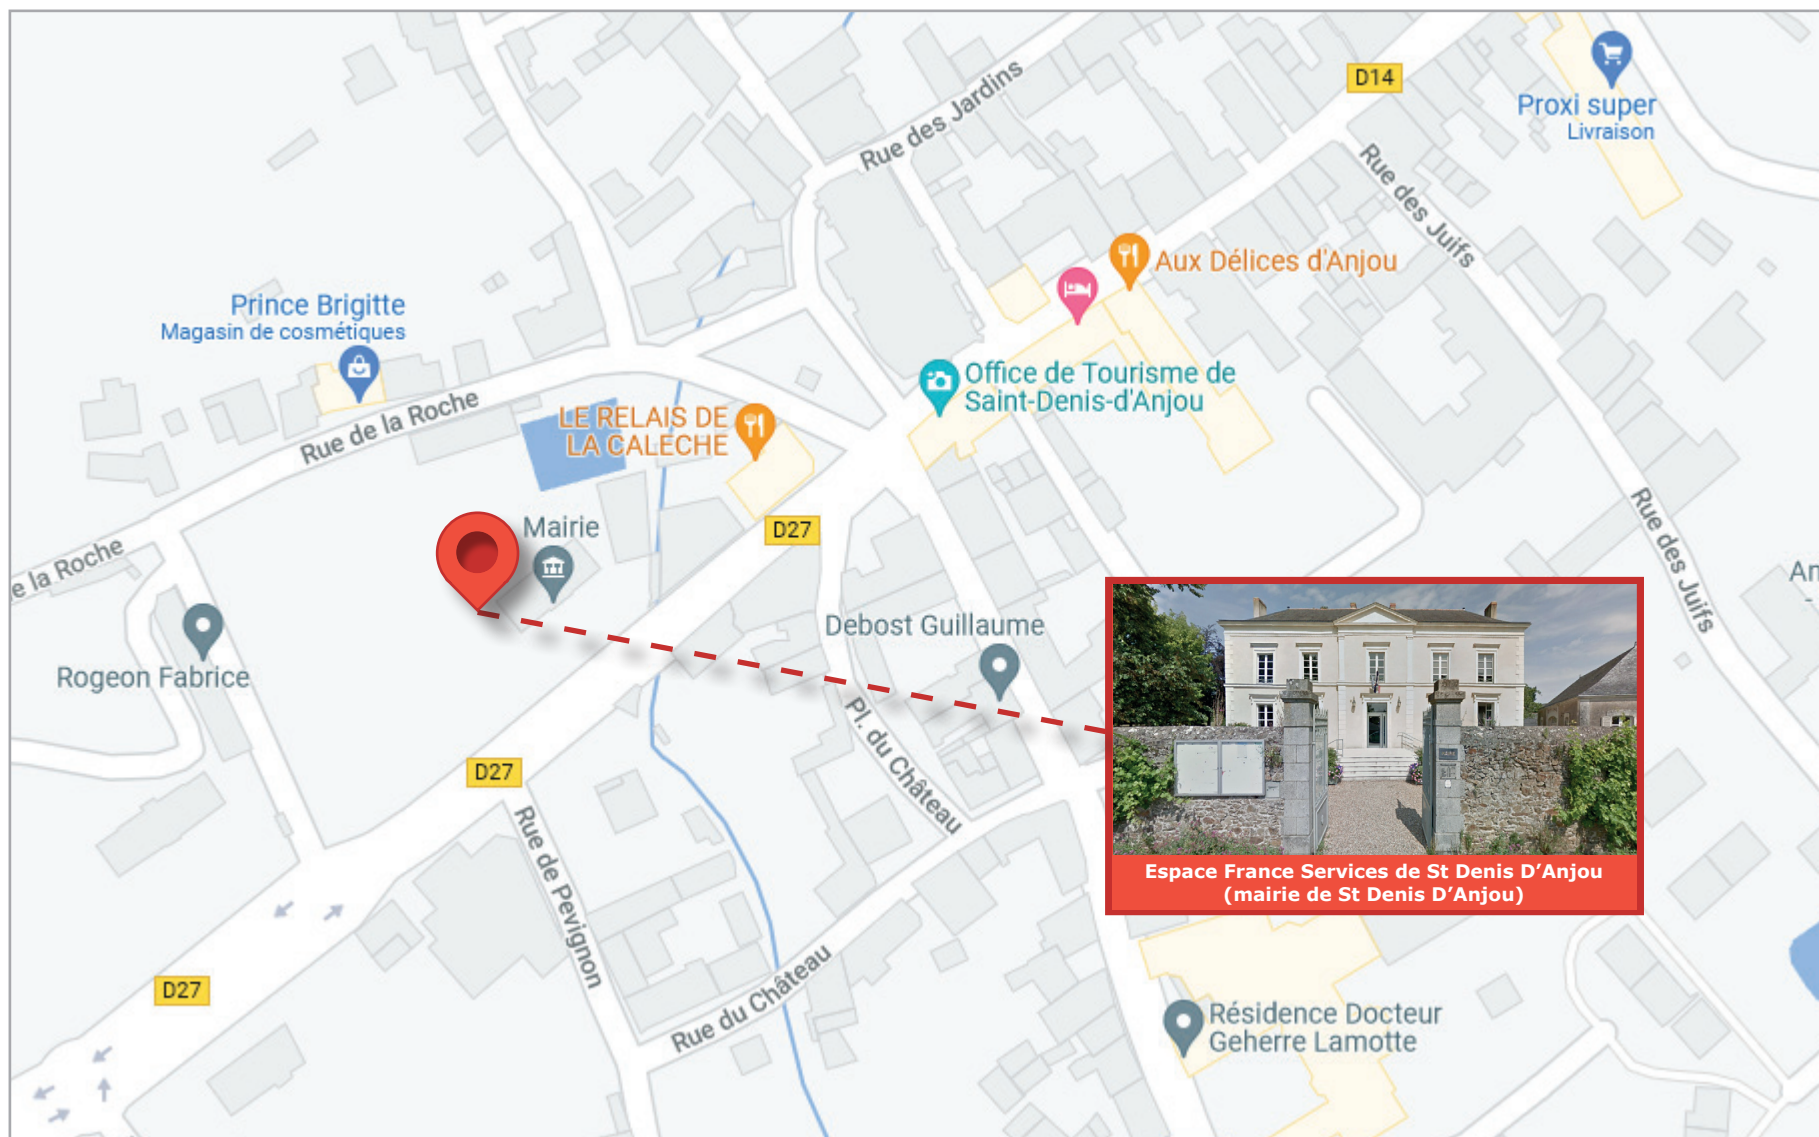 D14
Proxi super
Livraison
Rue des Jardins
Rue des Juifs
Aux Délices d'Anjou
Prince Brigitte
Magasin de cosmétiques
Office de Tourisme de
Saint-Denis-d'Anjou
Rue de la Roche
LE RELAIS DE
LA CALECHE
Mairie
D27
Rue des Juifs
e la Roche
An
Debost Guillaume
Rogeon Fabrice
Pl. du Château
D27
Rue de Pevignon
Espace France Services de St Denis D’Anjou
(mairie de St Denis D’Anjou)
Rue du Château
D27
Résidence Docteur
Geherre Lamotte